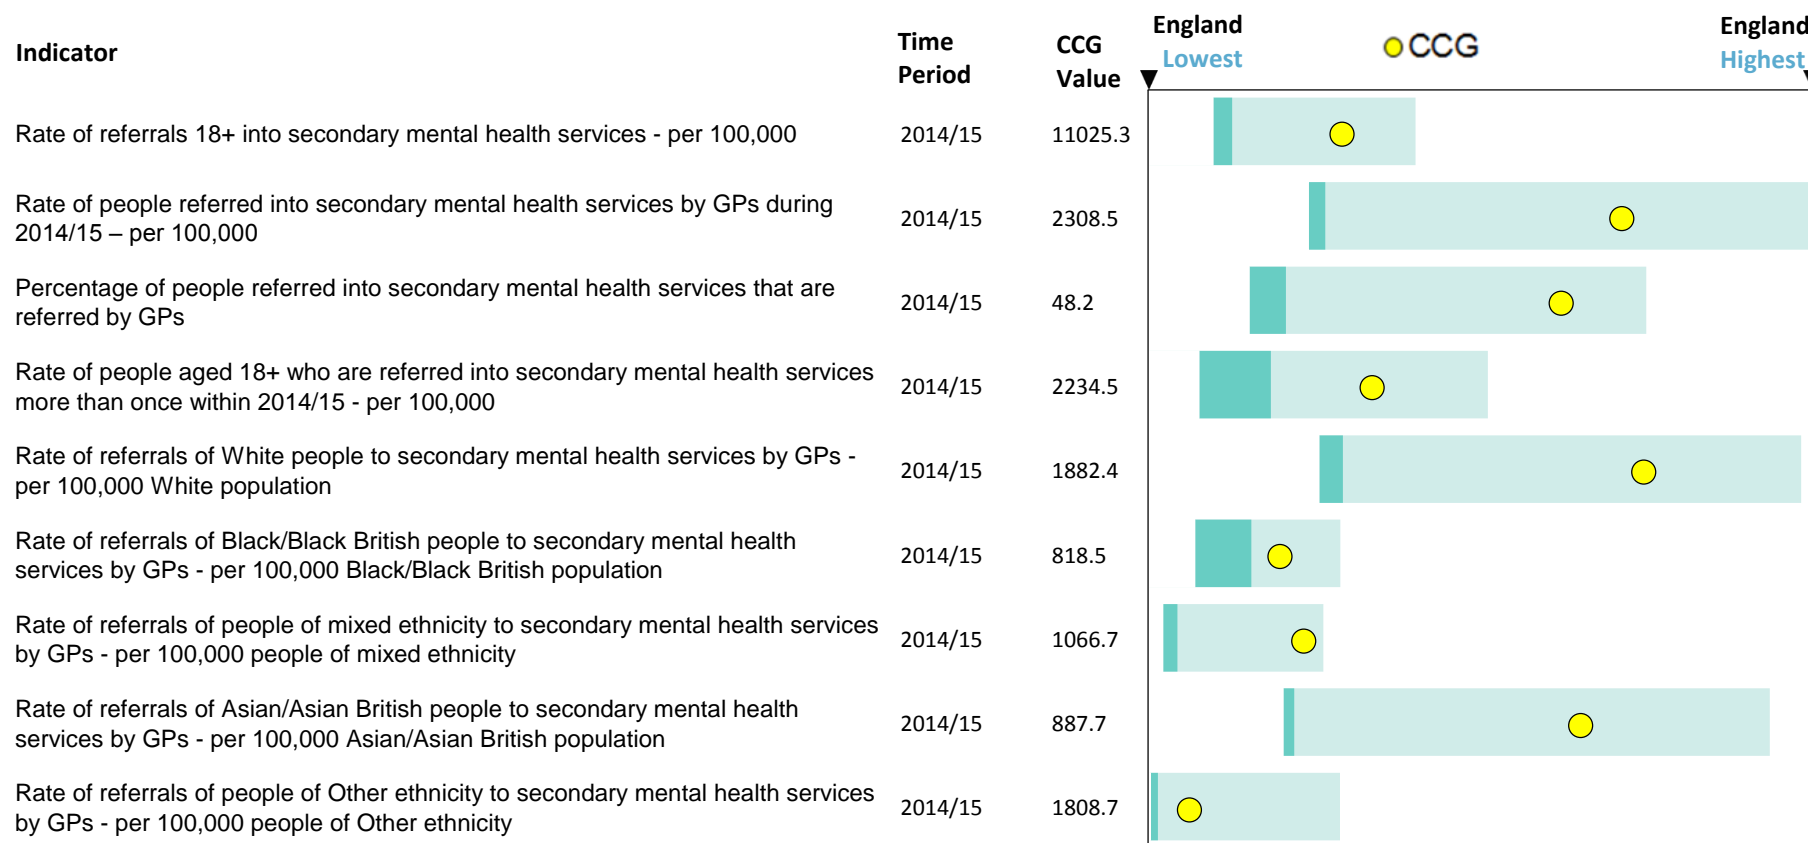 Indicator
Time Period
CCG Value
England Lowest
CCG
England Highest
Rate of referrals 18+ into secondary mental health services - per 100,000
2014/15
11025.3
Rate of people referred into secondary mental health services by GPs during
2014/15 – per 100,000
2014/15
2308.5
Percentage of people referred into secondary mental health services that are
referred by GPs
2014/15
48.2
Rate of people aged 18+ who are referred into secondary mental health services
more than once within 2014/15 - per 100,000
2014/15
2234.5
Rate of referrals of White people to secondary mental health services by GPs -
per 100,000 White population
2014/15
1882.4
Rate of referrals of Black/Black British people to secondary mental health
services by GPs - per 100,000 Black/Black British population
2014/15
818.5
Rate of referrals of people of mixed ethnicity to secondary mental health services
by GPs - per 100,000 people of mixed ethnicity
2014/15
1066.7
Rate of referrals of Asian/Asian British people to secondary mental health
services by GPs - per 100,000 Asian/Asian British population
2014/15
887.7
Rate of referrals of people of Other ethnicity to secondary mental health services
by GPs - per 100,000 people of Other ethnicity
2014/15
1808.7